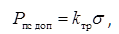 Pпс доп = kтр σ ,